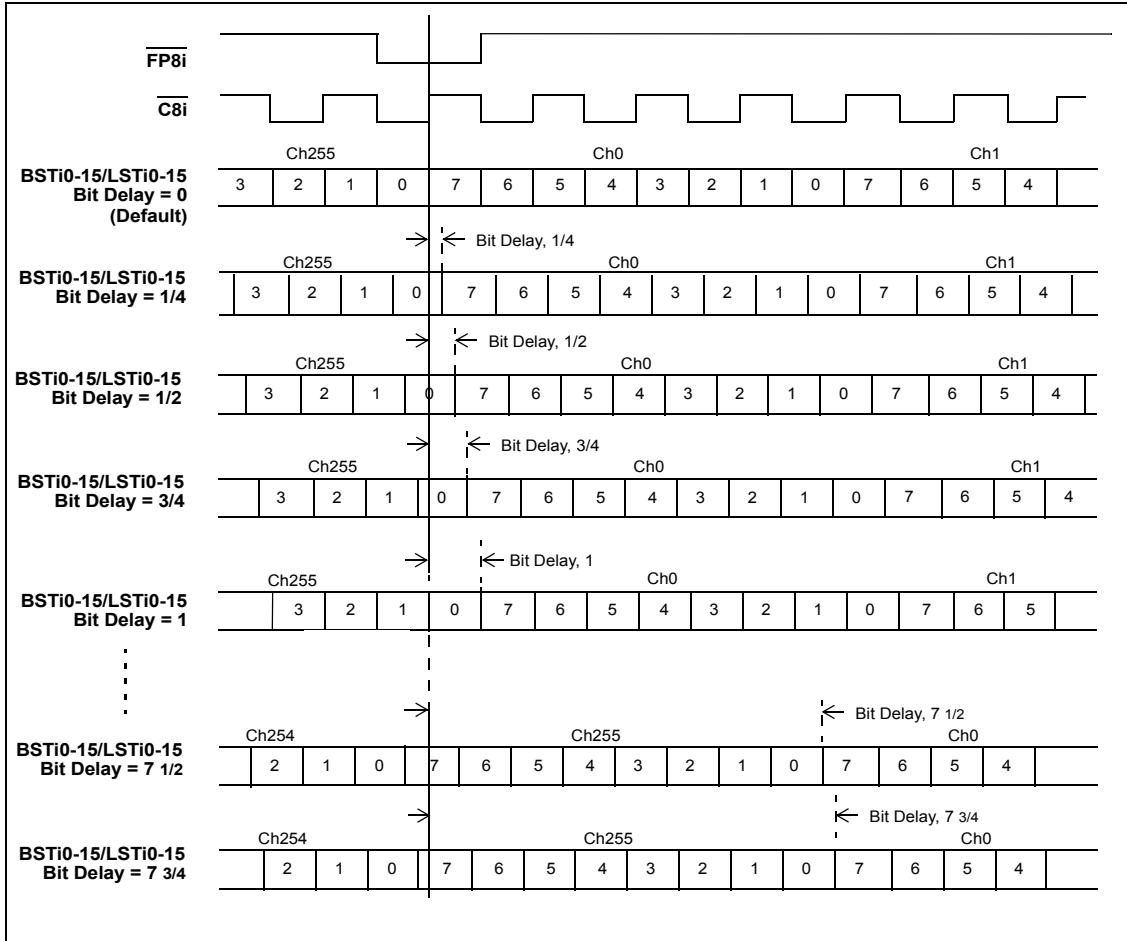 FP8i
C8i
Ch255 Ch0 Ch1
BSTi0-15/LSTi0-15
Bit Delay = 0
(Default)
3 2 1 0 7 6 5 4 3 2 1 0 7 6 5 4
Bit Delay, 1/4
Ch255 Ch0 Ch1
BSTi0-15/LSTi0-15
Bit Delay = 1/4
3 2 1 0 7 6 5 4 3 2 1 0 7 6 5 4
Bit Delay, 1/2
Ch255 Ch0 Ch1
BSTi0-15/LSTi0-15
Bit Delay = 1/2
3 2 1 0 7 6 5 4 3 2 1 0 7 6 5 4
Bit Delay, 3/4
Ch255 Ch0 Ch1
BSTi0-15/LSTi0-15
Bit Delay = 3/4
3 2 1 0 7 6 5 4 3 2 1 0 7 6 5 4
Bit Delay, 1
Ch255 Ch0 Ch1
BSTi0-15/LSTi0-15
Bit Delay = 1
3 2 1 0 7 6 5 4 3 2 1 0 7 6 5
Bit Delay, 7 1/2
Ch254 Ch255 Ch0
BSTi0-15/LSTi0-15
Bit Delay = 7 1/2
2 1 0 7 6 5 4 3 2 1 0 7 6 5 4
Bit Delay, 7 3/4
Ch254 Ch255 Ch0
BSTi0-15/LSTi0-15
Bit Delay = 7 3/4
2 1 0 7 6 5 4 3 2 1 0 7 6 5 4